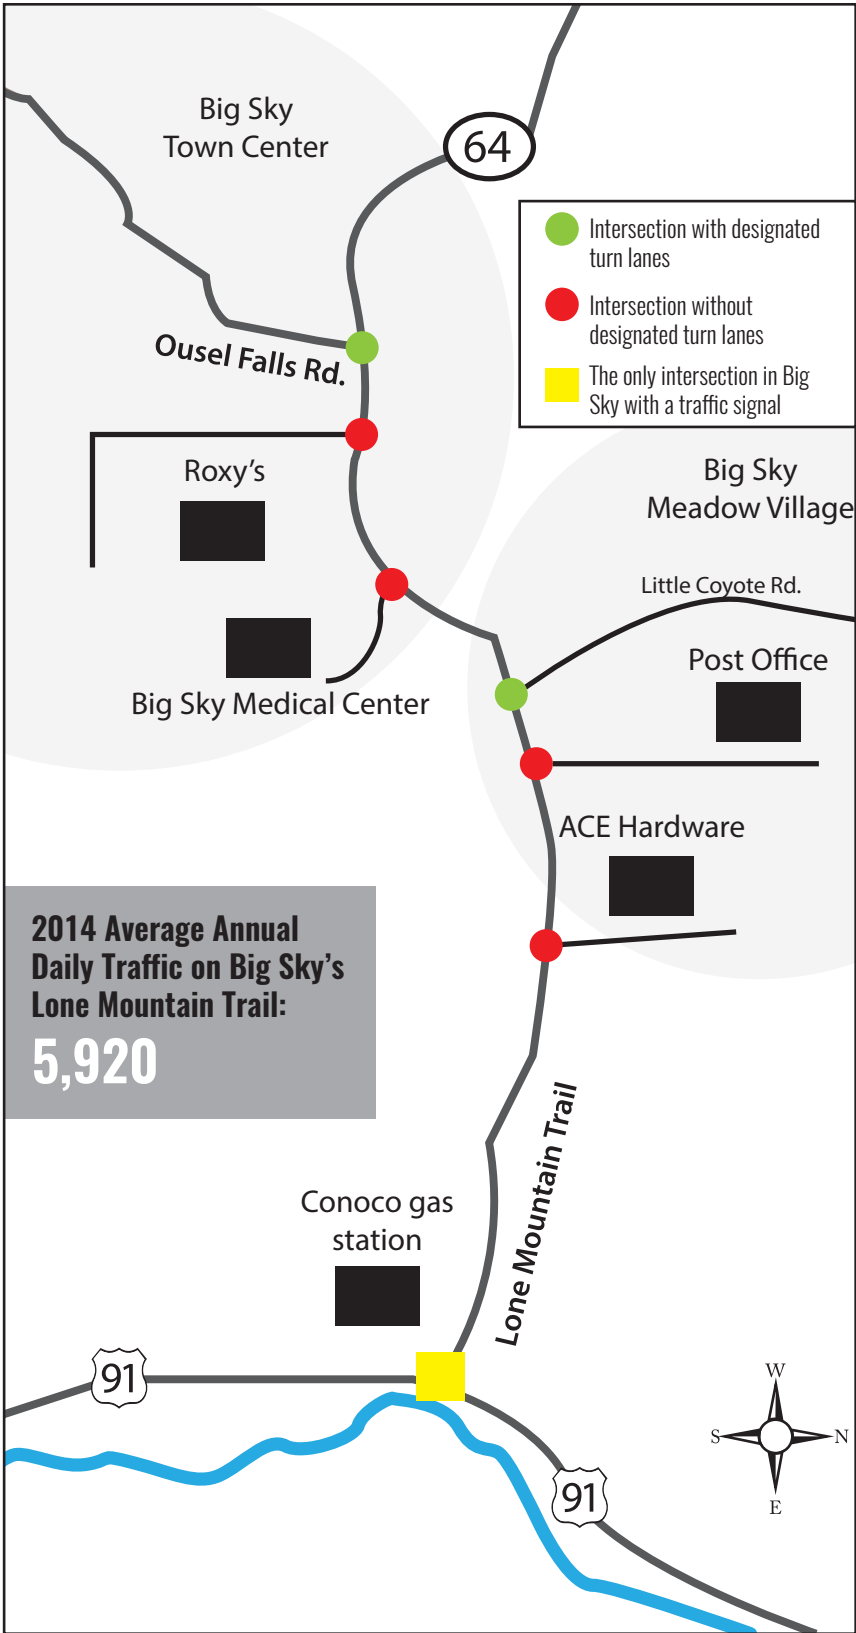 Big Sky
Town Center
64
Intersection with designated
turn lanes
Intersection without
designated turn lanes
The only intersection in Big
Sky with a traffic signal
Ousel Falls Rd.
Roxy's
Big Sky
Meadow Village
Little Coyote Rd.
Post Office
Big Sky Medical Center
ACE Hardware
2014 Average Annual
Daily Traffic on Big Sky's
Lone Mountain Trail:
5,920
Lone Mountain Trail
Conoco gas
station
91
91
W
S
N
E